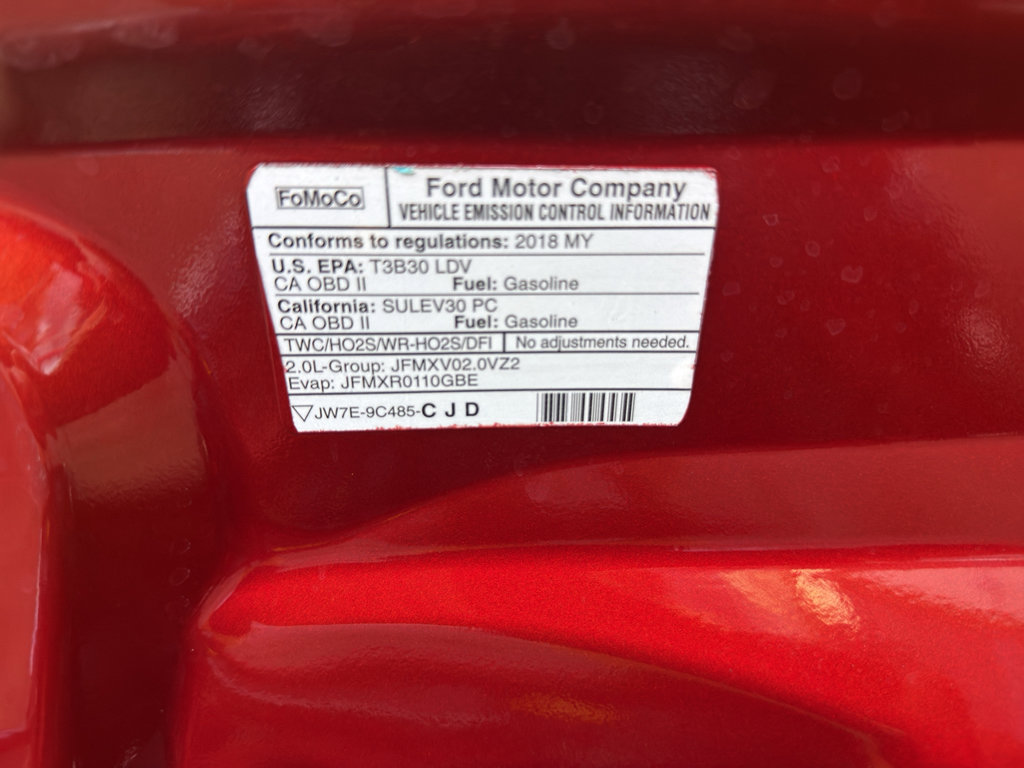 FoMoCo
Ford Motor Company
VEHICLE EMISSION CONTROL INFORMATION
Conforms to regulations: 2018 MY
U.S. EPA: T3B30 LDV
CA OBD II Fuel: Gasoline
California: SULEV30 PC
CA OBD II Fuel: Gasoline
TWC/HO2S/WR-HO2S/DFI No adjustments needed.
2.0L-Group: JFMXV02.0VZ2
Evap: JFMXR0110GBE
▽JW7E-9C485-C J D